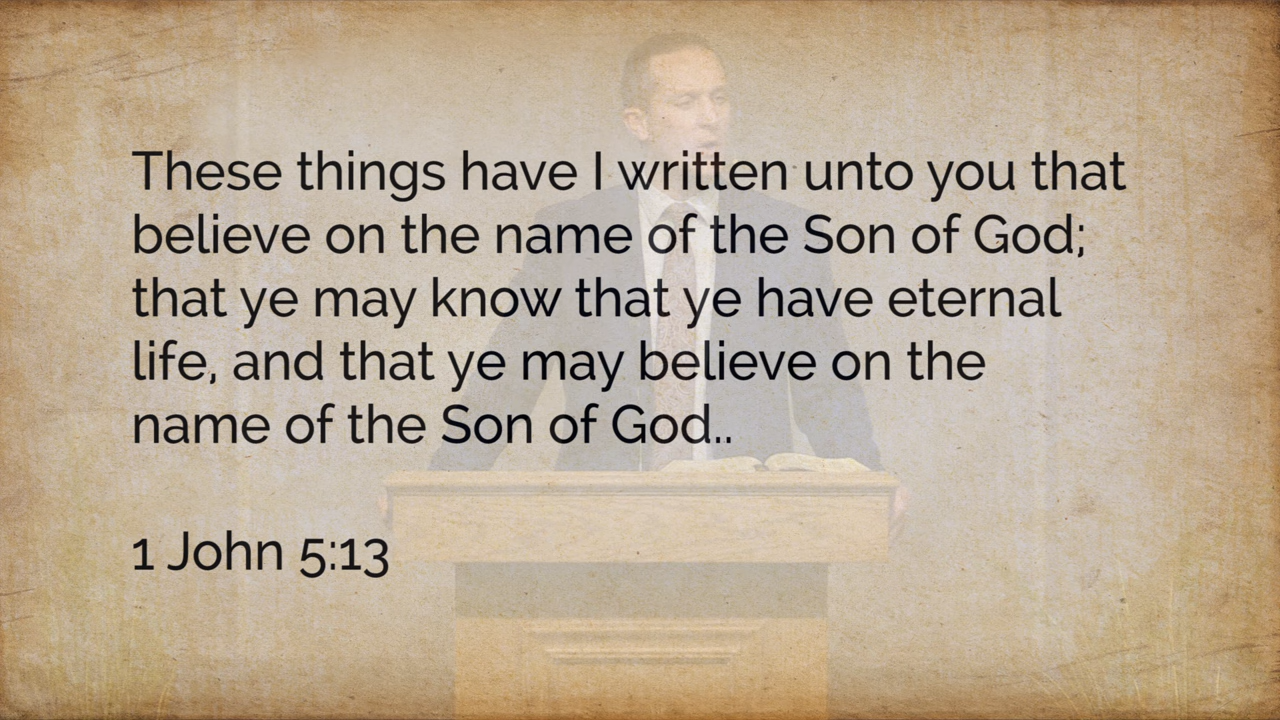 These things have I written unto you that
believe on the name of the Son of God;
that ye may know that ye have eternal
life, and that ye may believe on the
name of the Son of God..
1 John 5:13